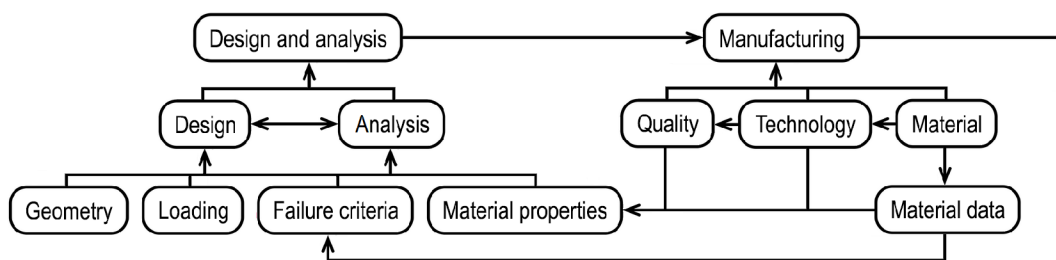 Design and analysis
Manufacturing
Design
Analysis
Quality
Technology
Material
Geometry
Loading
Failure criteria
Material properties
Material data